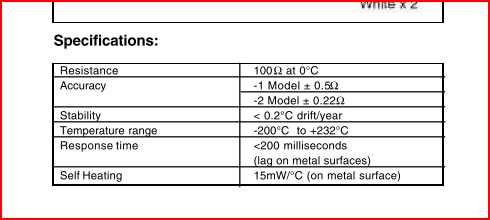 White x 2
Specifications:
Resistance 100Ω at 0°C
Accuracy -1 Model ± 0.5Ω
-2 Model ± 0.22Ω
Stability < 0.2°C drift/year
Temperature range -200°C to +232°C
Response time <200 milliseconds
(lag on metal surfaces)
Self Heating 15mW/°C (on metal surface)